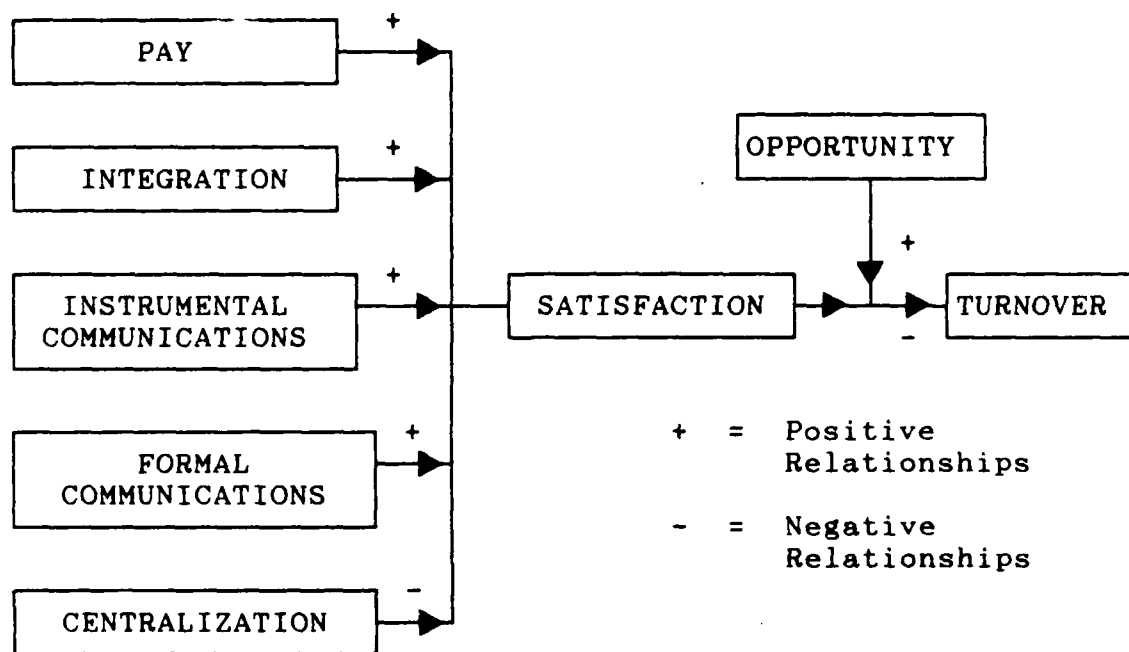 +
PAY
+
INTEGRATION
+
INSTRUMENTAL
COMMUNICATIONS
+
FORMAL
COMMUNICATIONS
-
CENTRALIZATION
SATISFACTION
OPPORTUNITY
+
-
TURNOVER
+ = Positive
Relationships
- = Negative
Relationships